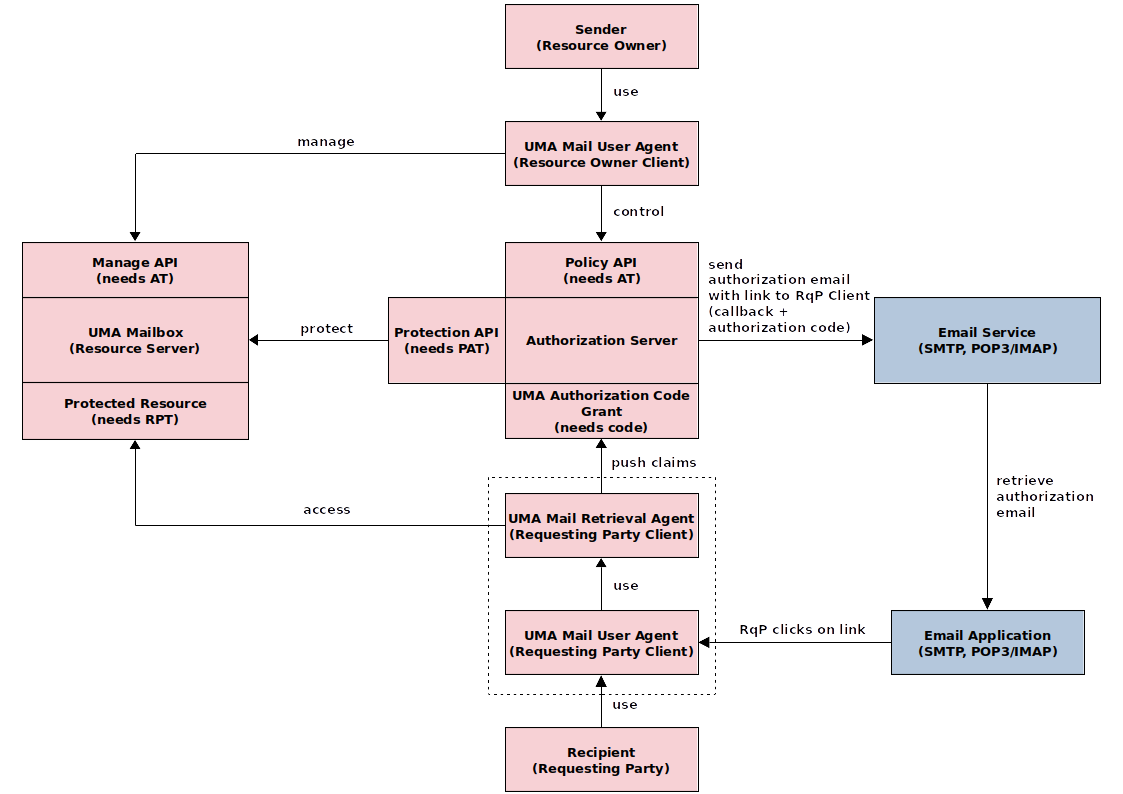 Sender
(Resource Owner)
use
manage
UMA Mail User Agent
(Resource Owner Client)
control
Manage API
(needs AT)
Policy API
(needs AT)
send
authorization email
with link to RqP Client
(callback +
authorization code)
UMA Mailbox
(Resource Server)
protect
Protection API
(needs PAT)
Authorization Server
Email Service
(SMTP, POP3/IMAP)
Protected Resource
(needs RPT)
UMA Authorization Code
Grant
(needs code)
push claims
retrieve
authorization
email
access
UMA Mail Retrieval Agent
(Requesting Party Client)
use
UMA Mail User Agent
(Requesting Party Client)
RqP clicks on link
Email Application
(SMTP, POP3/IMAP)
use
Recipient
(Requesting Party)